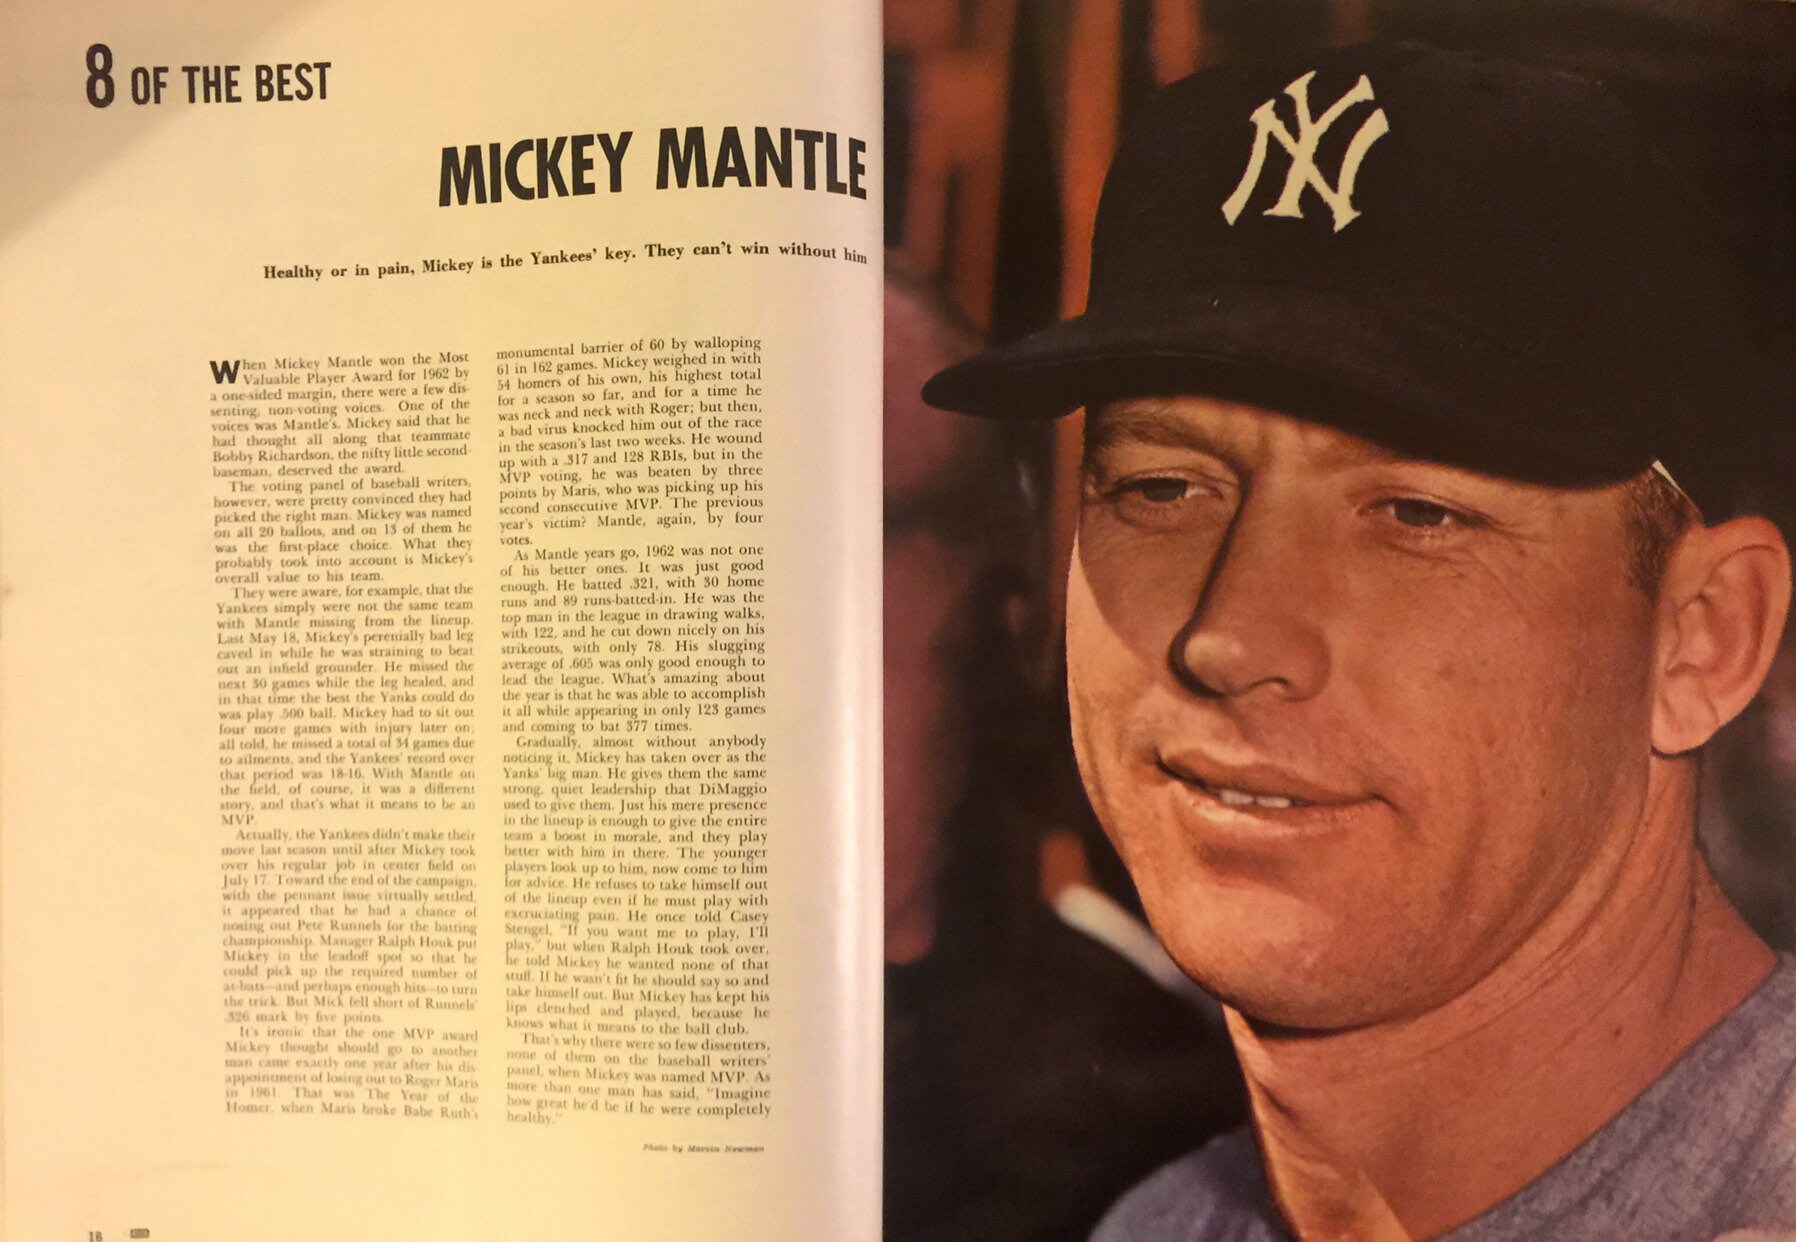 8 OF THE BEST
MICKEY MANTLE
Healthy or in pain, Mickey is the Yankees' key. They can't win without him
When Mickey Mantle won the Most
Valuable Player Award for 1962 by
a one-sided margin, there were a few dis-
senting, non-voting voices. One of the
voices was Mantle's. Mickey said that he
had thought all along that teammate
Bobby Richardson, the nifty little second-
baseman, deserved the award.
The voting panel of baseball writers,
however, were pretty convinced they had
picked the right man. Mickey was named
on all 20 ballots, and on 13 of them he
was the first-place choice. What they
probably took into account is Mickey's
overall value to his team.
They were aware, for example, that the
Yankees simply were not the same team
with Mantle missing from the lineup.
Last May 18, Mickey's perenially bad leg
caved in while he was straining to beat
out an infield grounder. He missed the
next 30 games while the leg healed, and
in that time the best the Yanks could do
was play .500 ball. Mickey had to sit out
four more games with injury later on;
all told, he missed a total of 34 games due
to ailments, and the Yankees' record over
that period was 18-16. With Mantle on
the field, of course, it was a different
story, and that's what it means to be an
MVP.
Actually, the Yankees didn't make their
move last season until after Mickey took
over his regular job in center field on
July 17. Toward the end of the campaign,
with the pennant issue virtually settled,
it appeared that he had a chance of
nosing out Pete Runnels for the batting
championship. Manager Ralph Houk put
Mickey in the leadoff spot so that he
could pick up the required number of
at-bats—and perhaps enough hits—to turn
the trick. But Mick fell short of Runnels'
.326 mark by five points.
It's ironic that the one MVP award
Mickey thought should go to another
man came exactly one year after his dis-
appointment of losing out to Roger Maris
in 1961. That was The Year of the
Homer, when Maris broke Babe Ruth's
monumental barrier of 60 by walloping
61 in 162 games. Mickey weighed in with
54 homers of his own, his highest total
for a season so far, and for a time he
was neck and neck with Roger; but then,
a bad virus knocked him out of the race
in the season's last two weeks. He wound
up with a .317 and 128 RBIs, but in the
MVP voting, he was beaten by three
points by Maris, who was picking up his
second consecutive MVP. The previous
year's victim? Mantle, again, by four
votes.
As Mantle years go, 1962 was not one
of his better ones. It was just good
enough. He batted .321, with 30 home
runs and 89 runs-batted-in. He was the
top man in the league in drawing walks,
with 122, and he cut down nicely on his
strikeouts, with only 78. His slugging
average of .605 was only good enough to
lead the league. What's amazing about
the year is that he was able to accomplish
it all while appearing in only 123 games
and coming to bat 377 times.
Gradually, almost without anybody
noticing it, Mickey has taken over as the
Yanks' big man. He gives them the same
strong, quiet leadership that DiMaggio
used to give them. Just his mere presence
in the lineup is enough to give the entire
team a boost in morale, and they play
better with him in there. The younger
players look up to him, now come to him
for advice. He refuses to take himself out
of the lineup even if he must play with
excruciating pain. He once told Casey
Stengel, "If you want me to play, I'll
play," but when Ralph Houk took over,
he told Mickey he wanted none of that
stuff. If he wasn't fit he should say so and
take himself out. But Mickey has kept his
lips clenched and played, because he
knows what it means to the ball club.
That's why there were so few dissenters,
none of them on the baseball writers'
panel, when Mickey was named MVP. As
more than one man has said, "Imagine
how great he'd be if he were completely
healthy."
Photo by Marvin Newman
16
NY